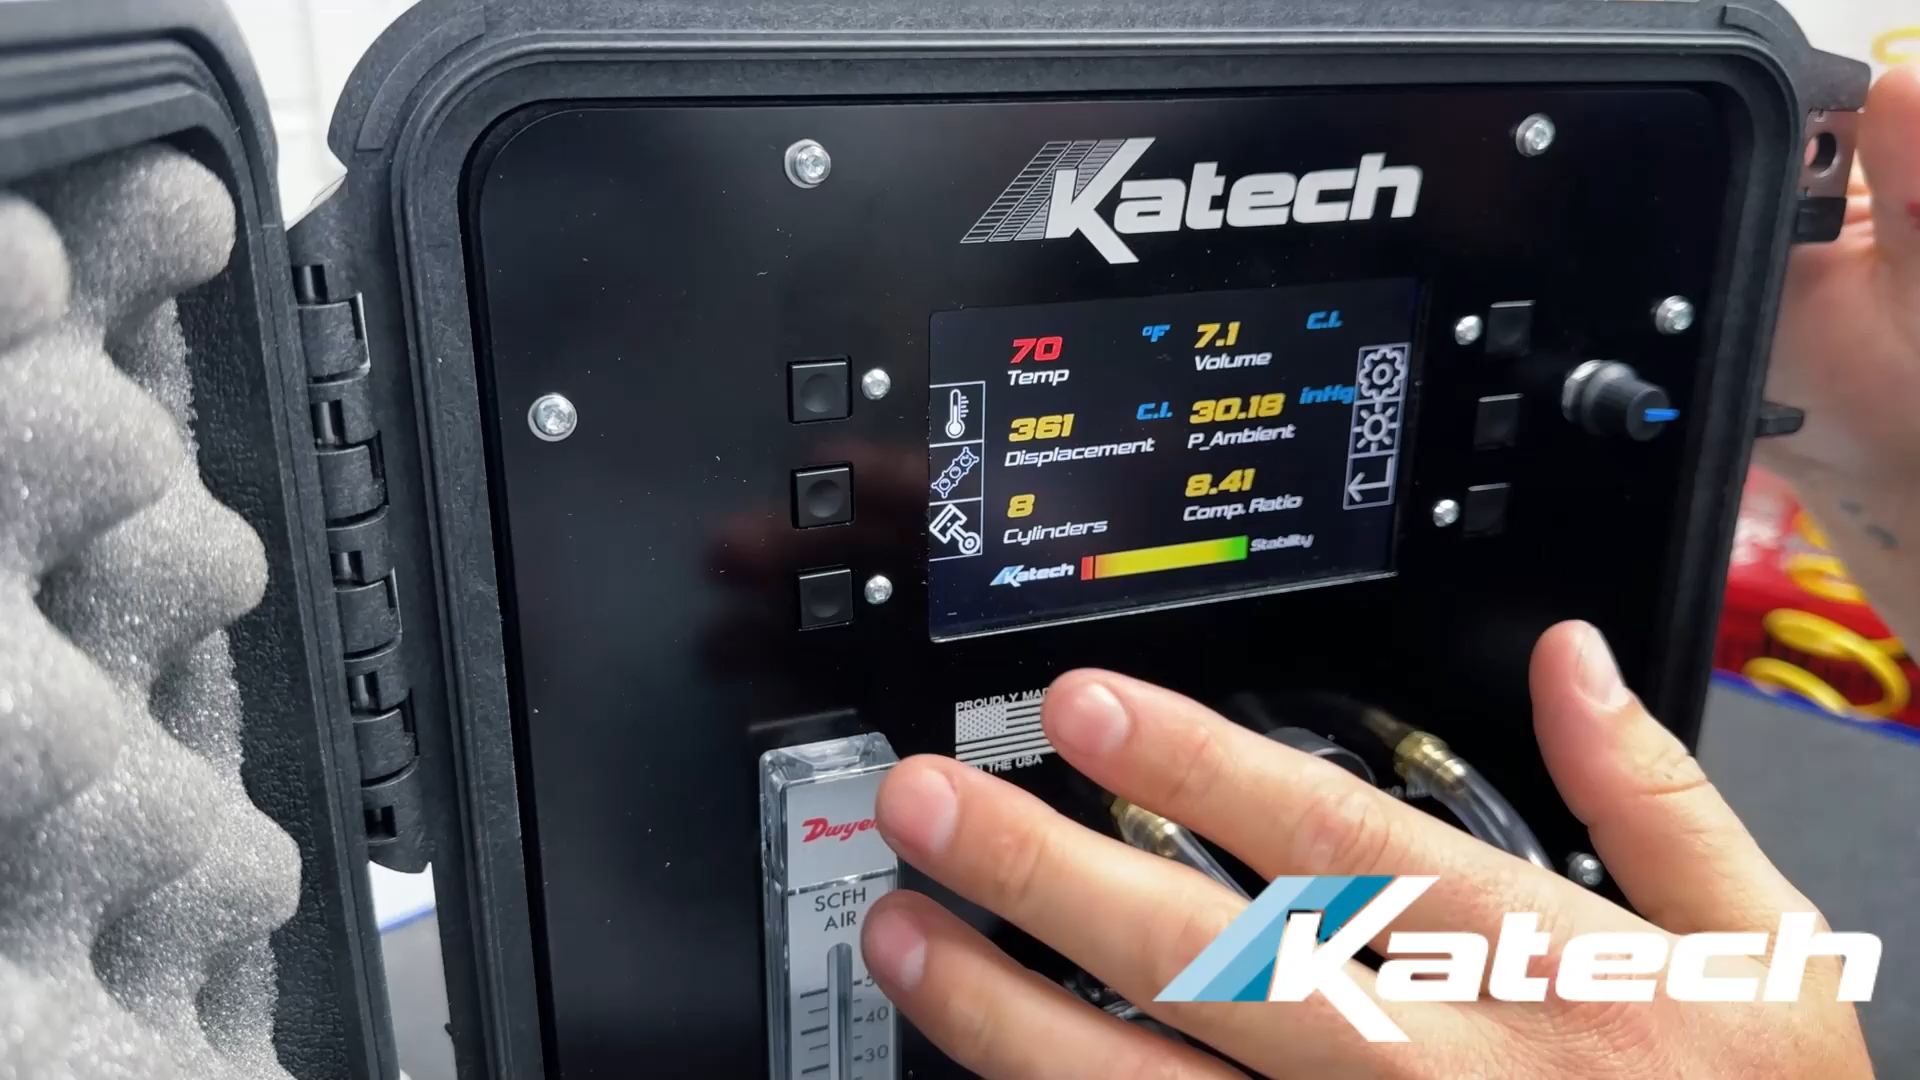 Katech
70 °F
Temp
7.1 C.I.
Volume
361 C.I.
Displacement
30.18 inHg
P_Ambient
8
Cylinders
8.41
Comp. Ratio
Katech
Stability
PROUDLY
THE USA
Dwyer
SCFH
AIR
40
30
Katech